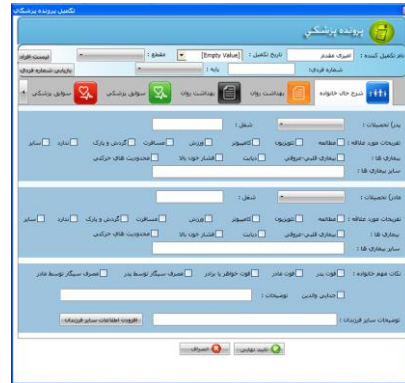 تکمیل پرونده پزشکی
پرونده پزشکی
نام تکمیل کننده : امیری مقدم تاریخ تکمیل : [Empty Value] مقطع : لیست افراد
شماره فردی: پایه : بازیابی شماره فردی
شرح حال خانواده بهداشت روان بهداشت روان سوابق پزشکی سوابق پزشکی
پدر) تحصیلات : شغل :
تفریحات مورد علاقه : مطالعه تلویزیون کامپیوتر ورزش مسافرت گردش و پارک ندارد سایر
بیماری ها : بیماری قلبی-عروقی دیابت فشار خون بالا محدودیت های حرکتی
سایر بیماری ها :
مادر) تحصیلات : شغل :
تفریحات مورد علاقه : مطالعه تلویزیون کامپیوتر ورزش مسافرت گردش و پارک ندارد سایر
بیماری ها : بیماری قلبی-عروقی دیابت فشار خون بالا محدودیت های حرکتی
سایر بیماری ها :
نکات مهم خانواده : فوت پدر فوت مادر فوت خواهر یا برادر مصرف سیگار توسط پدر مصرف سیگار توسط مادر
جدایی والدین توضیحات :
توضیحات سایر فرزندان : افزودن اطلاعات سایر فرزندان
تایید نهایی انصراف